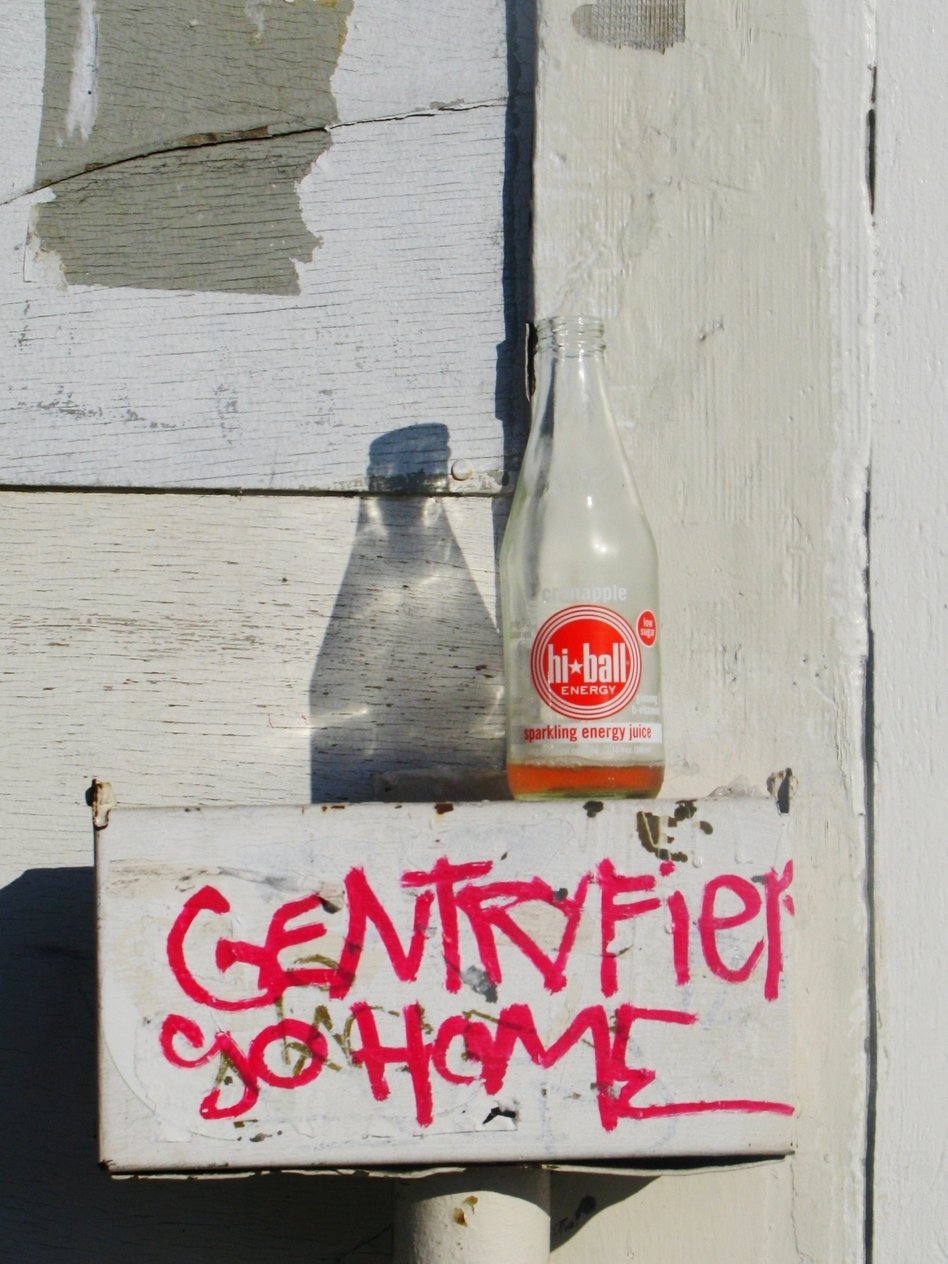 cranapple
low
sugar
hi★ball
ENERGY
sparkling energy juice
GENTRYFier
go HOME